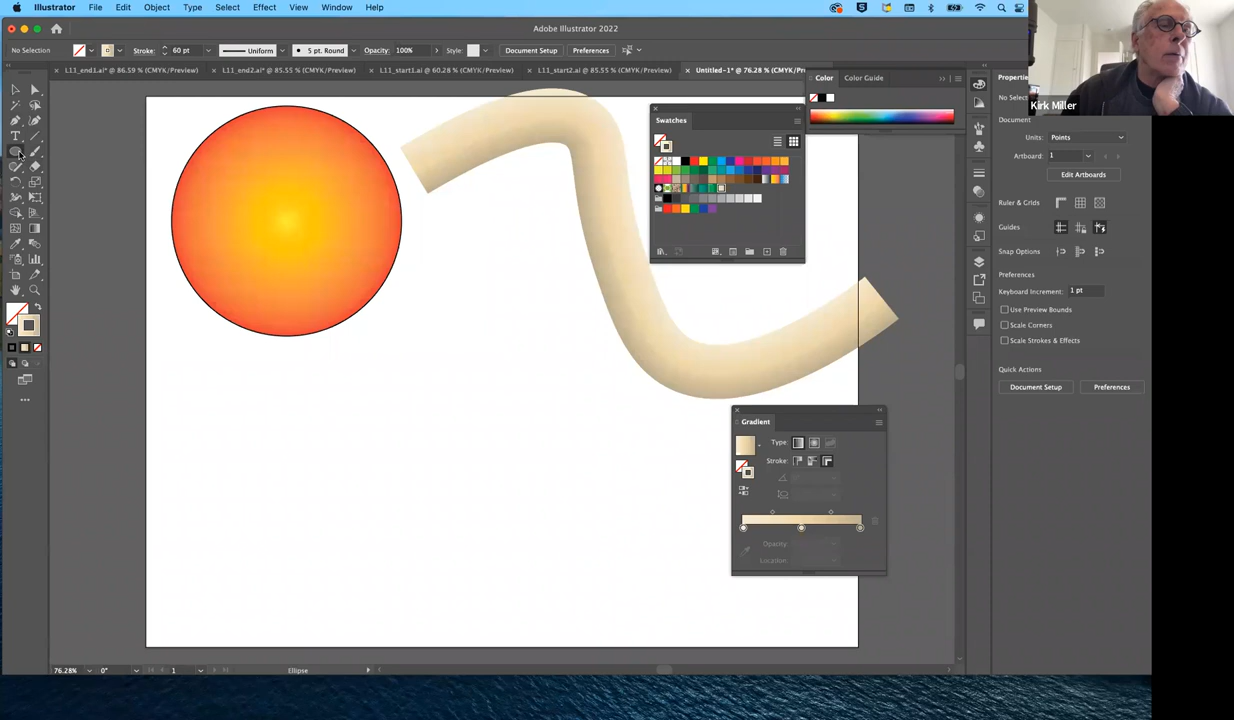 Illustrator File Edit Object Type Select Effect View Window Help
Adobe Illustrator 2022
No Selection Stroke: 60 pt Uniform 5 pt. Round Opacity: 100% Style: Document Setup Preferences
L11_end1.ai* @ 86.59 % (CMYK/Preview) L11_end2.ai* @ 85.55 % (CMYK/Preview) L11_start1.ai @ 60.28 % (CMYK/Preview) L11_start2.ai @ 85.55 % (CMYK/Preview) Untitled-1* @ 76.28 % (CMYK/Pre
Color Color Guide
Kirk Miller
Swatches
Properties
No Selec
Document
Units: Points
Artboard: 1
Edit Artboards
Ruler & Grids
Guides
Snap Options
Preferences
Keyboard Increment: 1 pt
Use Preview Bounds
Scale Corners
Scale Strokes & Effects
Quick Actions
Document Setup Preferences
Gradient
Type:
Stroke:
Opacity:
Location:
76.28% 0° 1 Ellipse